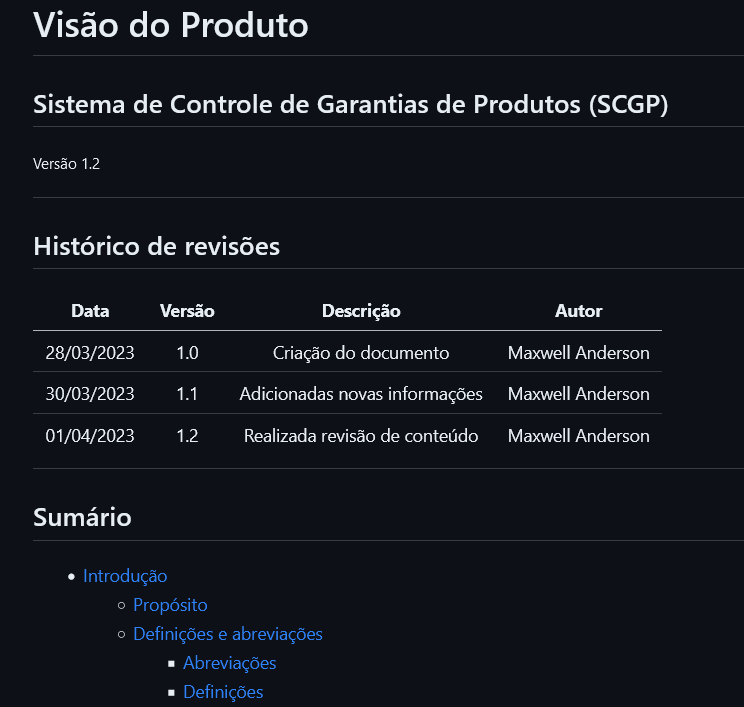 Visão do Produto
Sistema de Controle de Garantias de Produtos (SCGP)
Versão 1.2
Histórico de revisões
Data Versão Descrição Autor
28/03/2023 1.0 Criação do documento Maxwell Anderson
30/03/2023 1.1 Adicionadas novas informações Maxwell Anderson
01/04/2023 1.2 Realizada revisão de conteúdo Maxwell Anderson
Sumário
Introdução
Propósito
Definições e abreviações
Abreviações
Definições